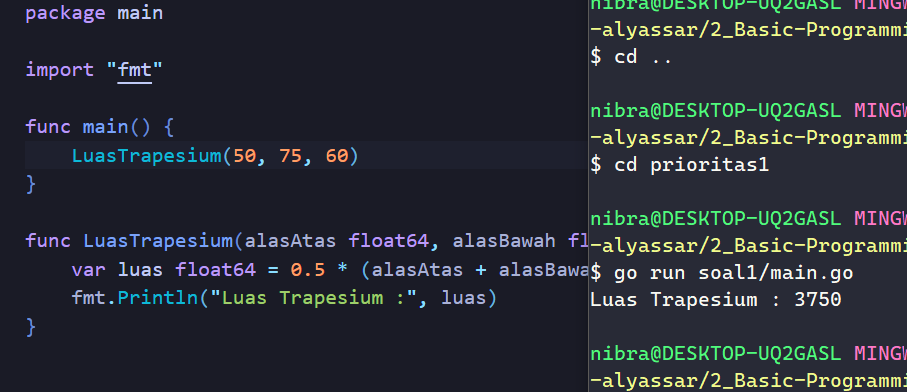 package main
import "fmt"
func main() {
LuasTrapesium(50, 75, 60)
}
func LuasTrapesium(alasAtas float64, alasBawah
var luas float64 = 0.5 * (alasAtas +
fmt.Println("Luas Trapesium :", luas)
}
nibra@DESKTOP-UQ2GASL
-alyassar/2_Basic-Programmi
$ cd ..
nibra@DESKTOP-UQ2GASL MINGW
-alyassar/2_Basic-Programmi
$ cd prioritas1
nibra@DESKTOP-UQ2GASL MINGW
-alyassar/2_Basic-Programmi
$ go run soal1/main.go
Luas Trapesium : 3750
nibra@DESKTOP-UQ2GASL MINGW
-alyassar/2_Basic-Programmi